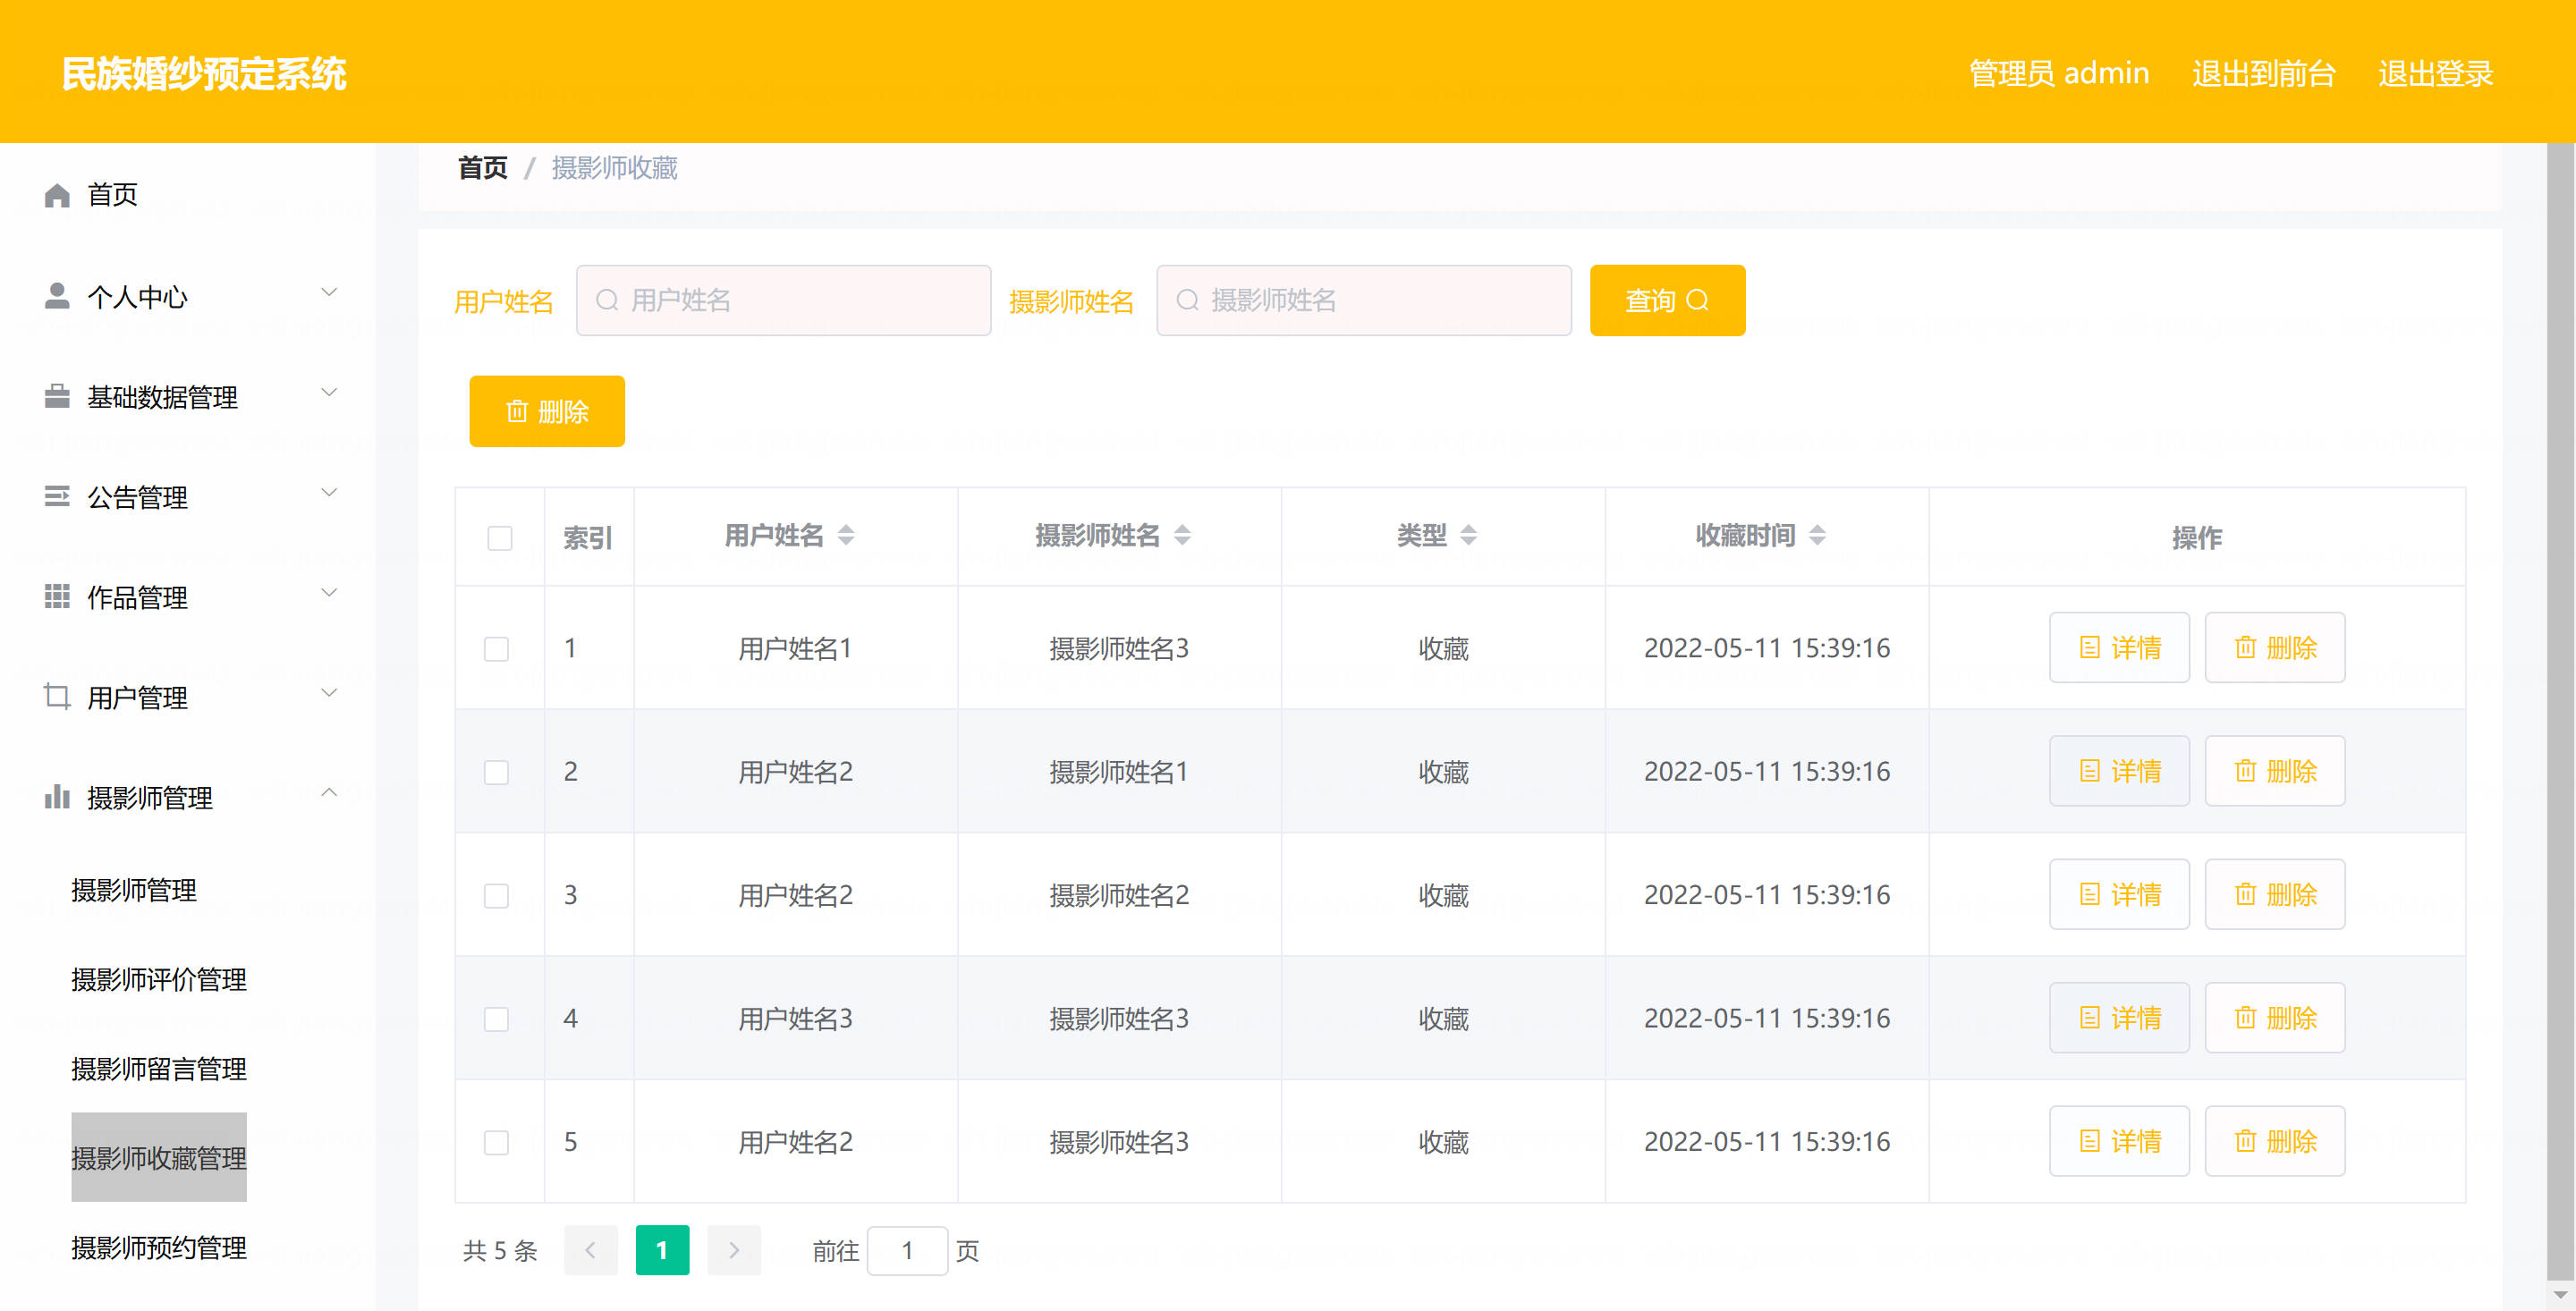 民族婚纱预定系统
管理员 admin 退出到前台 退出登录
首页 / 摄影师收藏
首页
个人中心
基础数据管理
公告管理
作品管理
用户管理
摄影师管理
摄影师管理
摄影师评价管理
摄影师留言管理
摄影师收藏管理
摄影师预约管理
用户姓名 用户姓名 摄影师姓名 摄影师姓名 查询
删除
索引 用户姓名 摄影师姓名 类型 收藏时间 操作
1 用户姓名1 摄影师姓名3 收藏 2022-05-11 15:39:16 详情 删除
2 用户姓名2 摄影师姓名1 收藏 2022-05-11 15:39:16 详情 删除
3 用户姓名2 摄影师姓名2 收藏 2022-05-11 15:39:16 详情 删除
4 用户姓名3 摄影师姓名3 收藏 2022-05-11 15:39:16 详情 删除
5 用户姓名2 摄影师姓名3 收藏 2022-05-11 15:39:16 详情 删除
共 5 条 1 前往 1 页